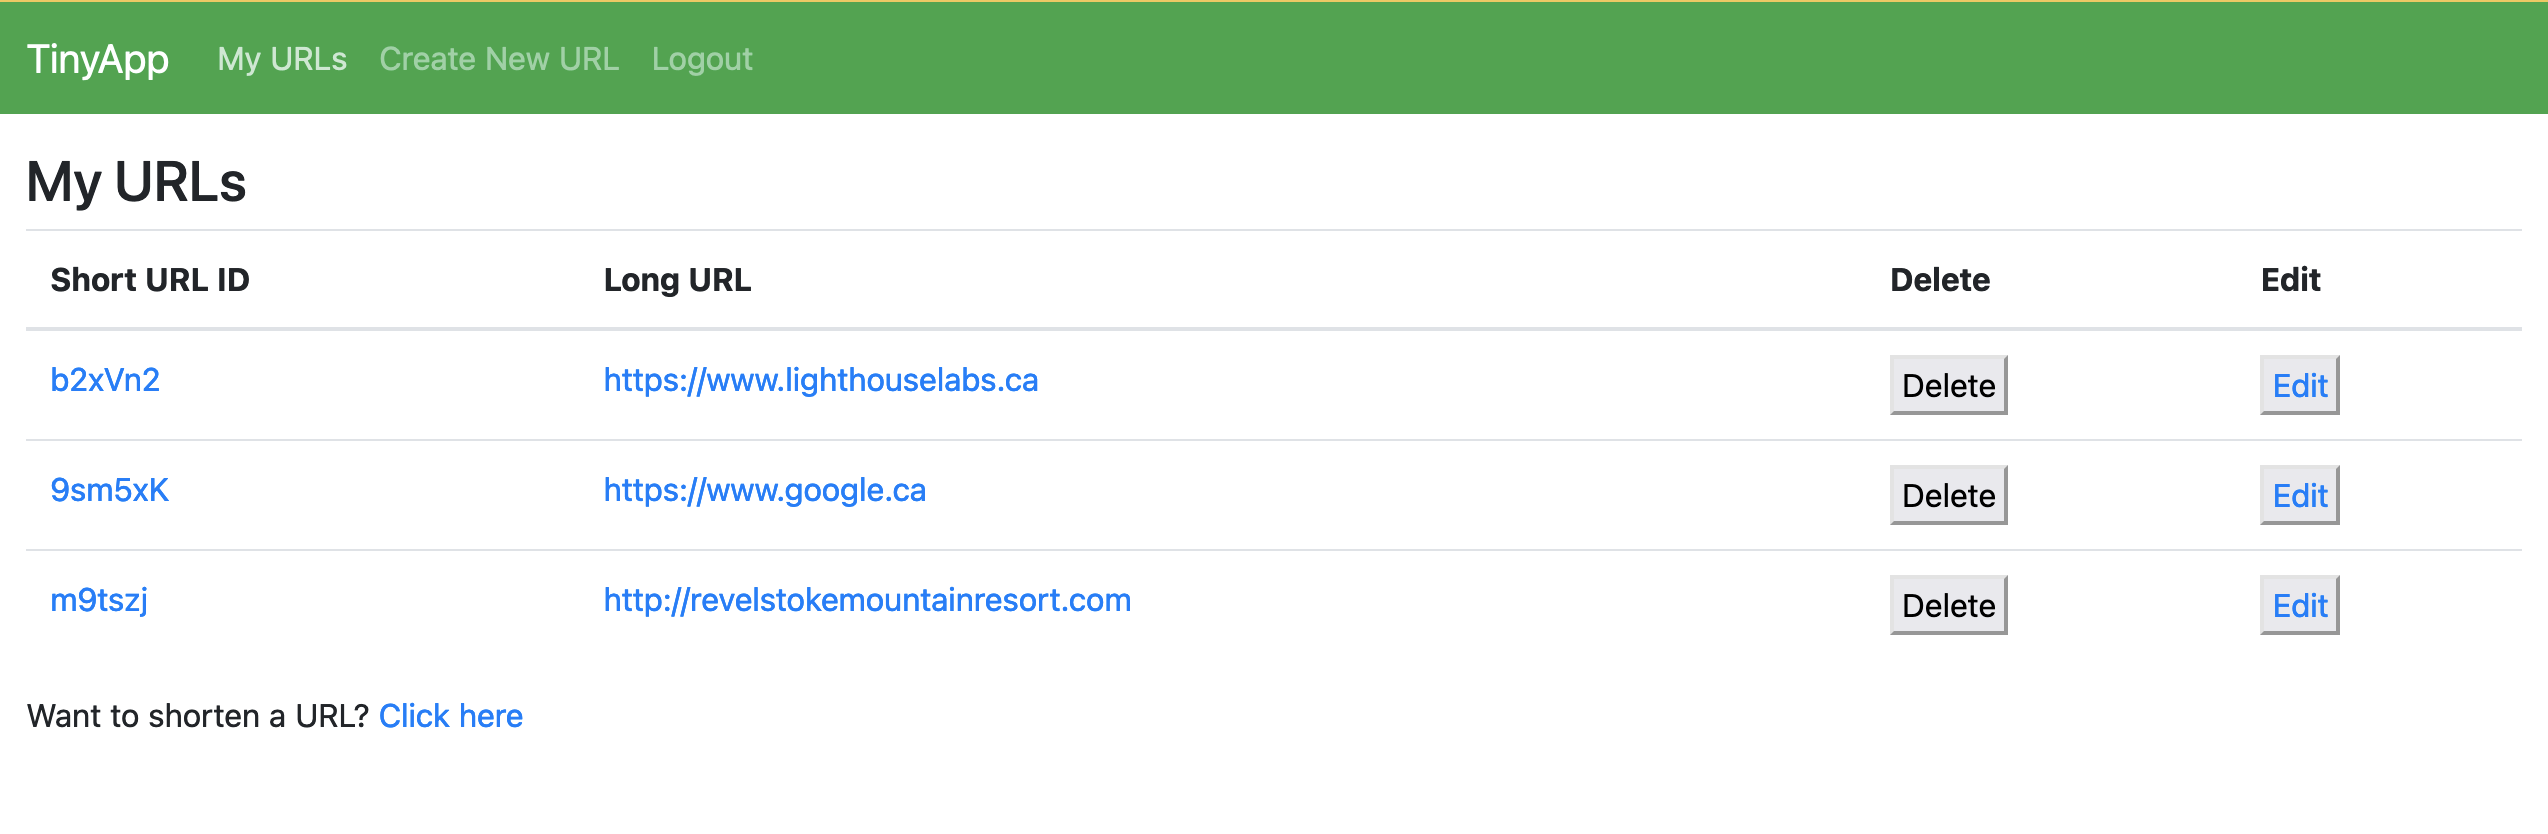 TinyApp My URLs Create New URL Logout
My URLs
Short URL ID Long URL Delete Edit
b2xVn2 https://www.lighthouselabs.ca Delete Edit
9sm5xK https://www.google.ca Delete Edit
m9tszj http://revelstokemountainresort.com Delete Edit
Want to shorten a URL? Click here